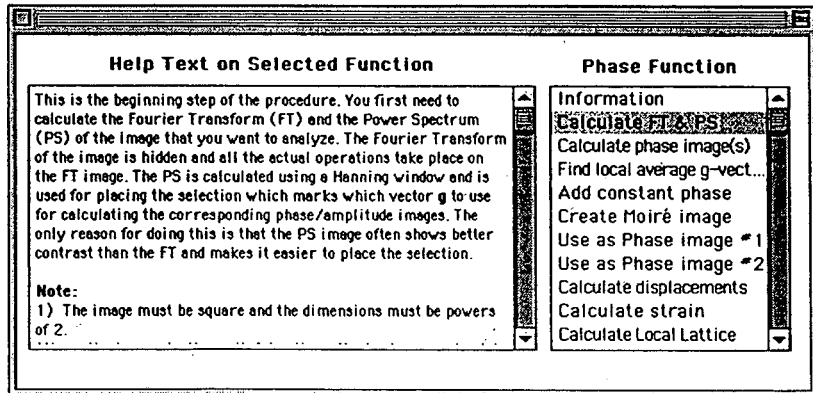 Help Text on Selected Function
This is the beginning step of the procedure. You first need to
calculate the Fourier Transform (FT) and the Power Spectrum
(PS) of the image that you want to analyze. The Fourier Transform
of the image is hidden and all the actual operations take place on
the FT image. The PS is calculated using a Hanning window and is
used for placing the selection which marks which vector g to use
for calculating the corresponding phase/amplitude images. The
only reason for doing this is that the PS image often shows better
contrast than the FT and makes it easier to place the selection.
Note:
1) The image must be square and the dimensions must be powers
of 2.
Phase Function
Information
Calculate FT & PS
Calculate phase image(s)
Find local average g-vect...
Add constant phase
Create Moiré image
Use as Phase image #1
Use as Phase image #2
Calculate displacements
Calculate strain
Calculate Local Lattice